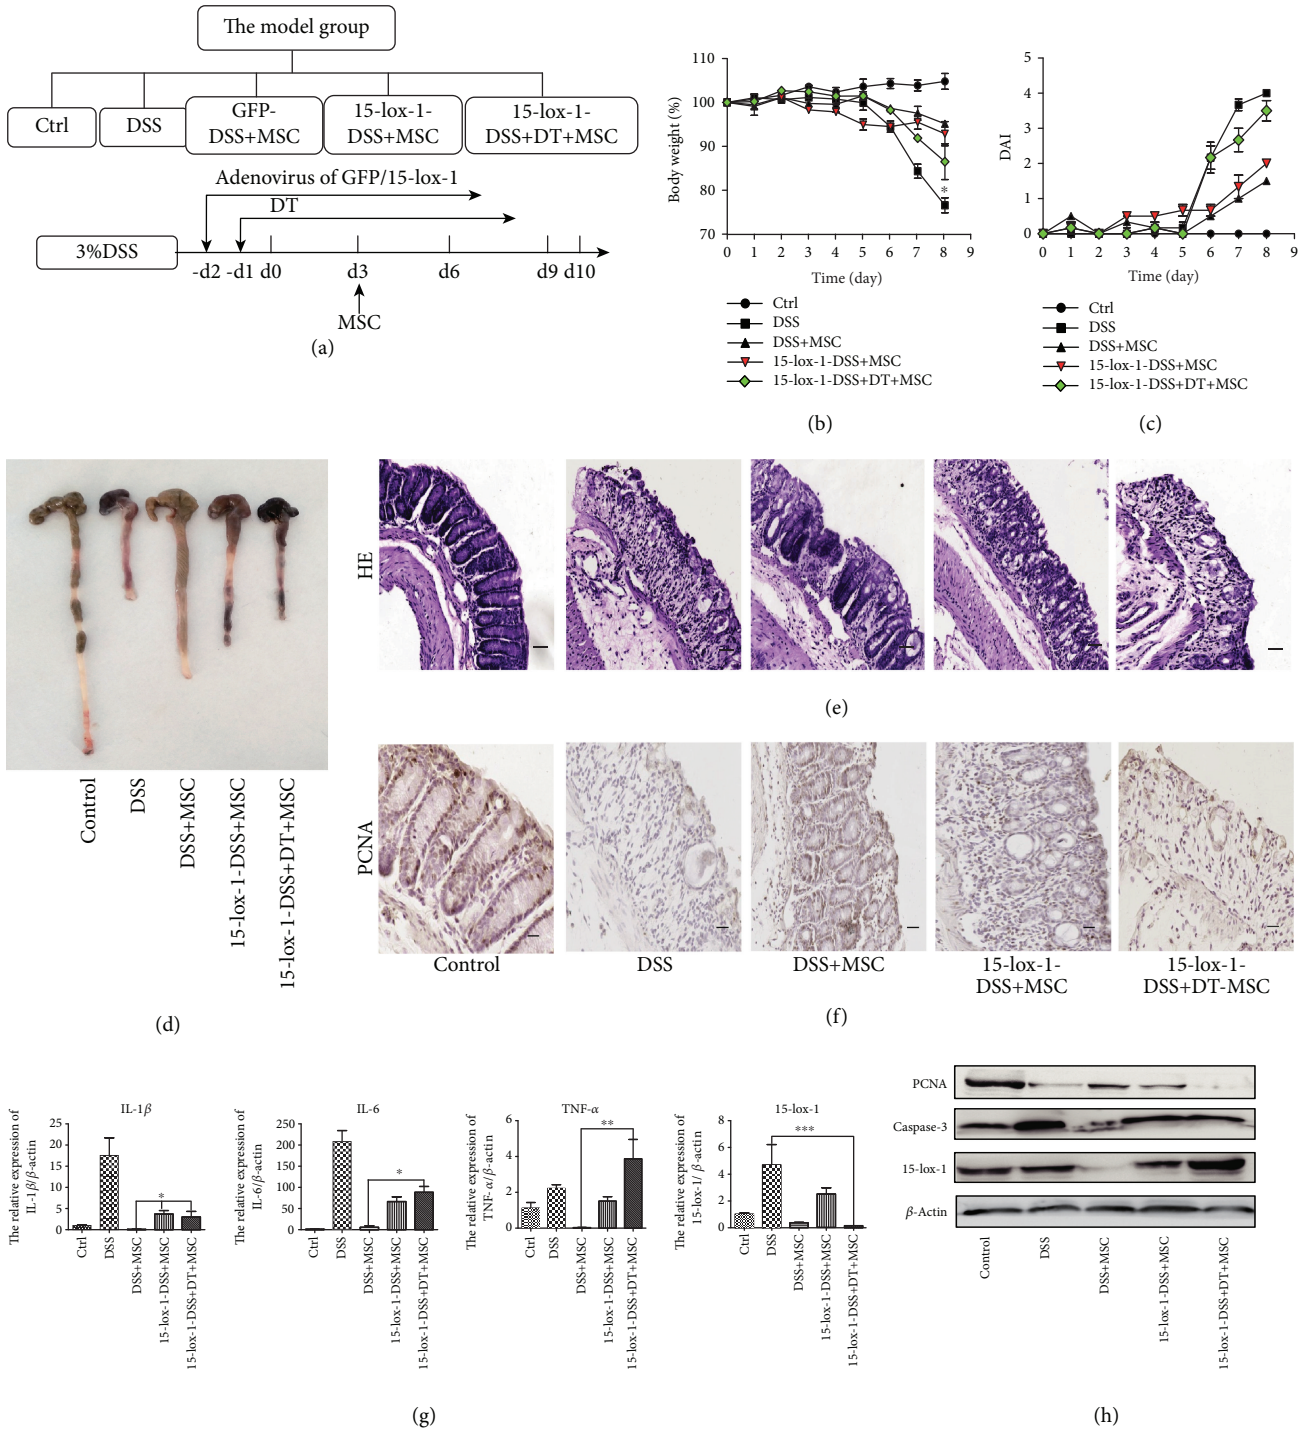 The model group
Ctrl
DSS
GFP-
DSS+MSC
15-lox-1-
DSS+MSC
15-lox-1-
DSS+DT+MSC
Adenovirus of GFP/15-lox-1
DT
3%DSS
-d2 -d1 d0 d3 d6 d9 d10
MSC
(a)
Body weight (%)
110
100
90
80
70
*
0 1 2 3 4 5 6 7 8 9
Time (day)
Ctrl
DSS
DSS+MSC
15-lox-1-DSS+MSC
15-lox-1-DSS+DT+MSC
(b)
DAI
5
4
3
2
1
0
0 1 2 3 4 5 6 7 8 9
Time (day)
Ctrl
DSS
DSS+MSC
15-lox-1-DSS+MSC
15-lox-1-DSS+DT+MSC
(c)
Control
DSS
DSS+MSC
15-lox-1-DSS+MSC
15-lox-1-DSS+DT+MSC
(d)
HE
(e)
PCNA
Control
DSS
DSS+MSC
15-lox-1-
DSS+MSC
15-lox-1-
DSS+DT-MSC
(f)
IL-1β
The relative expression of
IL-1β/β-actin
25
20
15
10
5
0
*
Ctrl
DSS
DSS+MSC
15-lox-1-DSS+MSC
15-lox-1-DSS+DT+MSC
IL-6
The relative expression of
IL-6/β-actin
250
200
150
100
50
0
*
Ctrl
DSS
DSS+MSC
15-lox-1-DSS+MSC
15-lox-1-DSS+DT+MSC
TNF-α
The relative expression of
TNF-α/β-actin
6
4
2
0
**
Ctrl
DSS
DSS+MSC
15-lox-1-DSS+MSC
15-lox-1-DSS+DT+MSC
15-lox-1
The relative expression of
15-lox-1/ β-actin
8
6
4
2
0
***
Ctrl
DSS
DSS+MSC
15-lox-1-DSS+MSC
15-lox-1-DSS+DT+MSC
(g)
PCNA
Caspase-3
15-lox-1
β-Actin
Control
DSS
DSS+MSC
15-lox-1-DSS+MSC
15-lox-1-DSS+DT+MSC
(h)